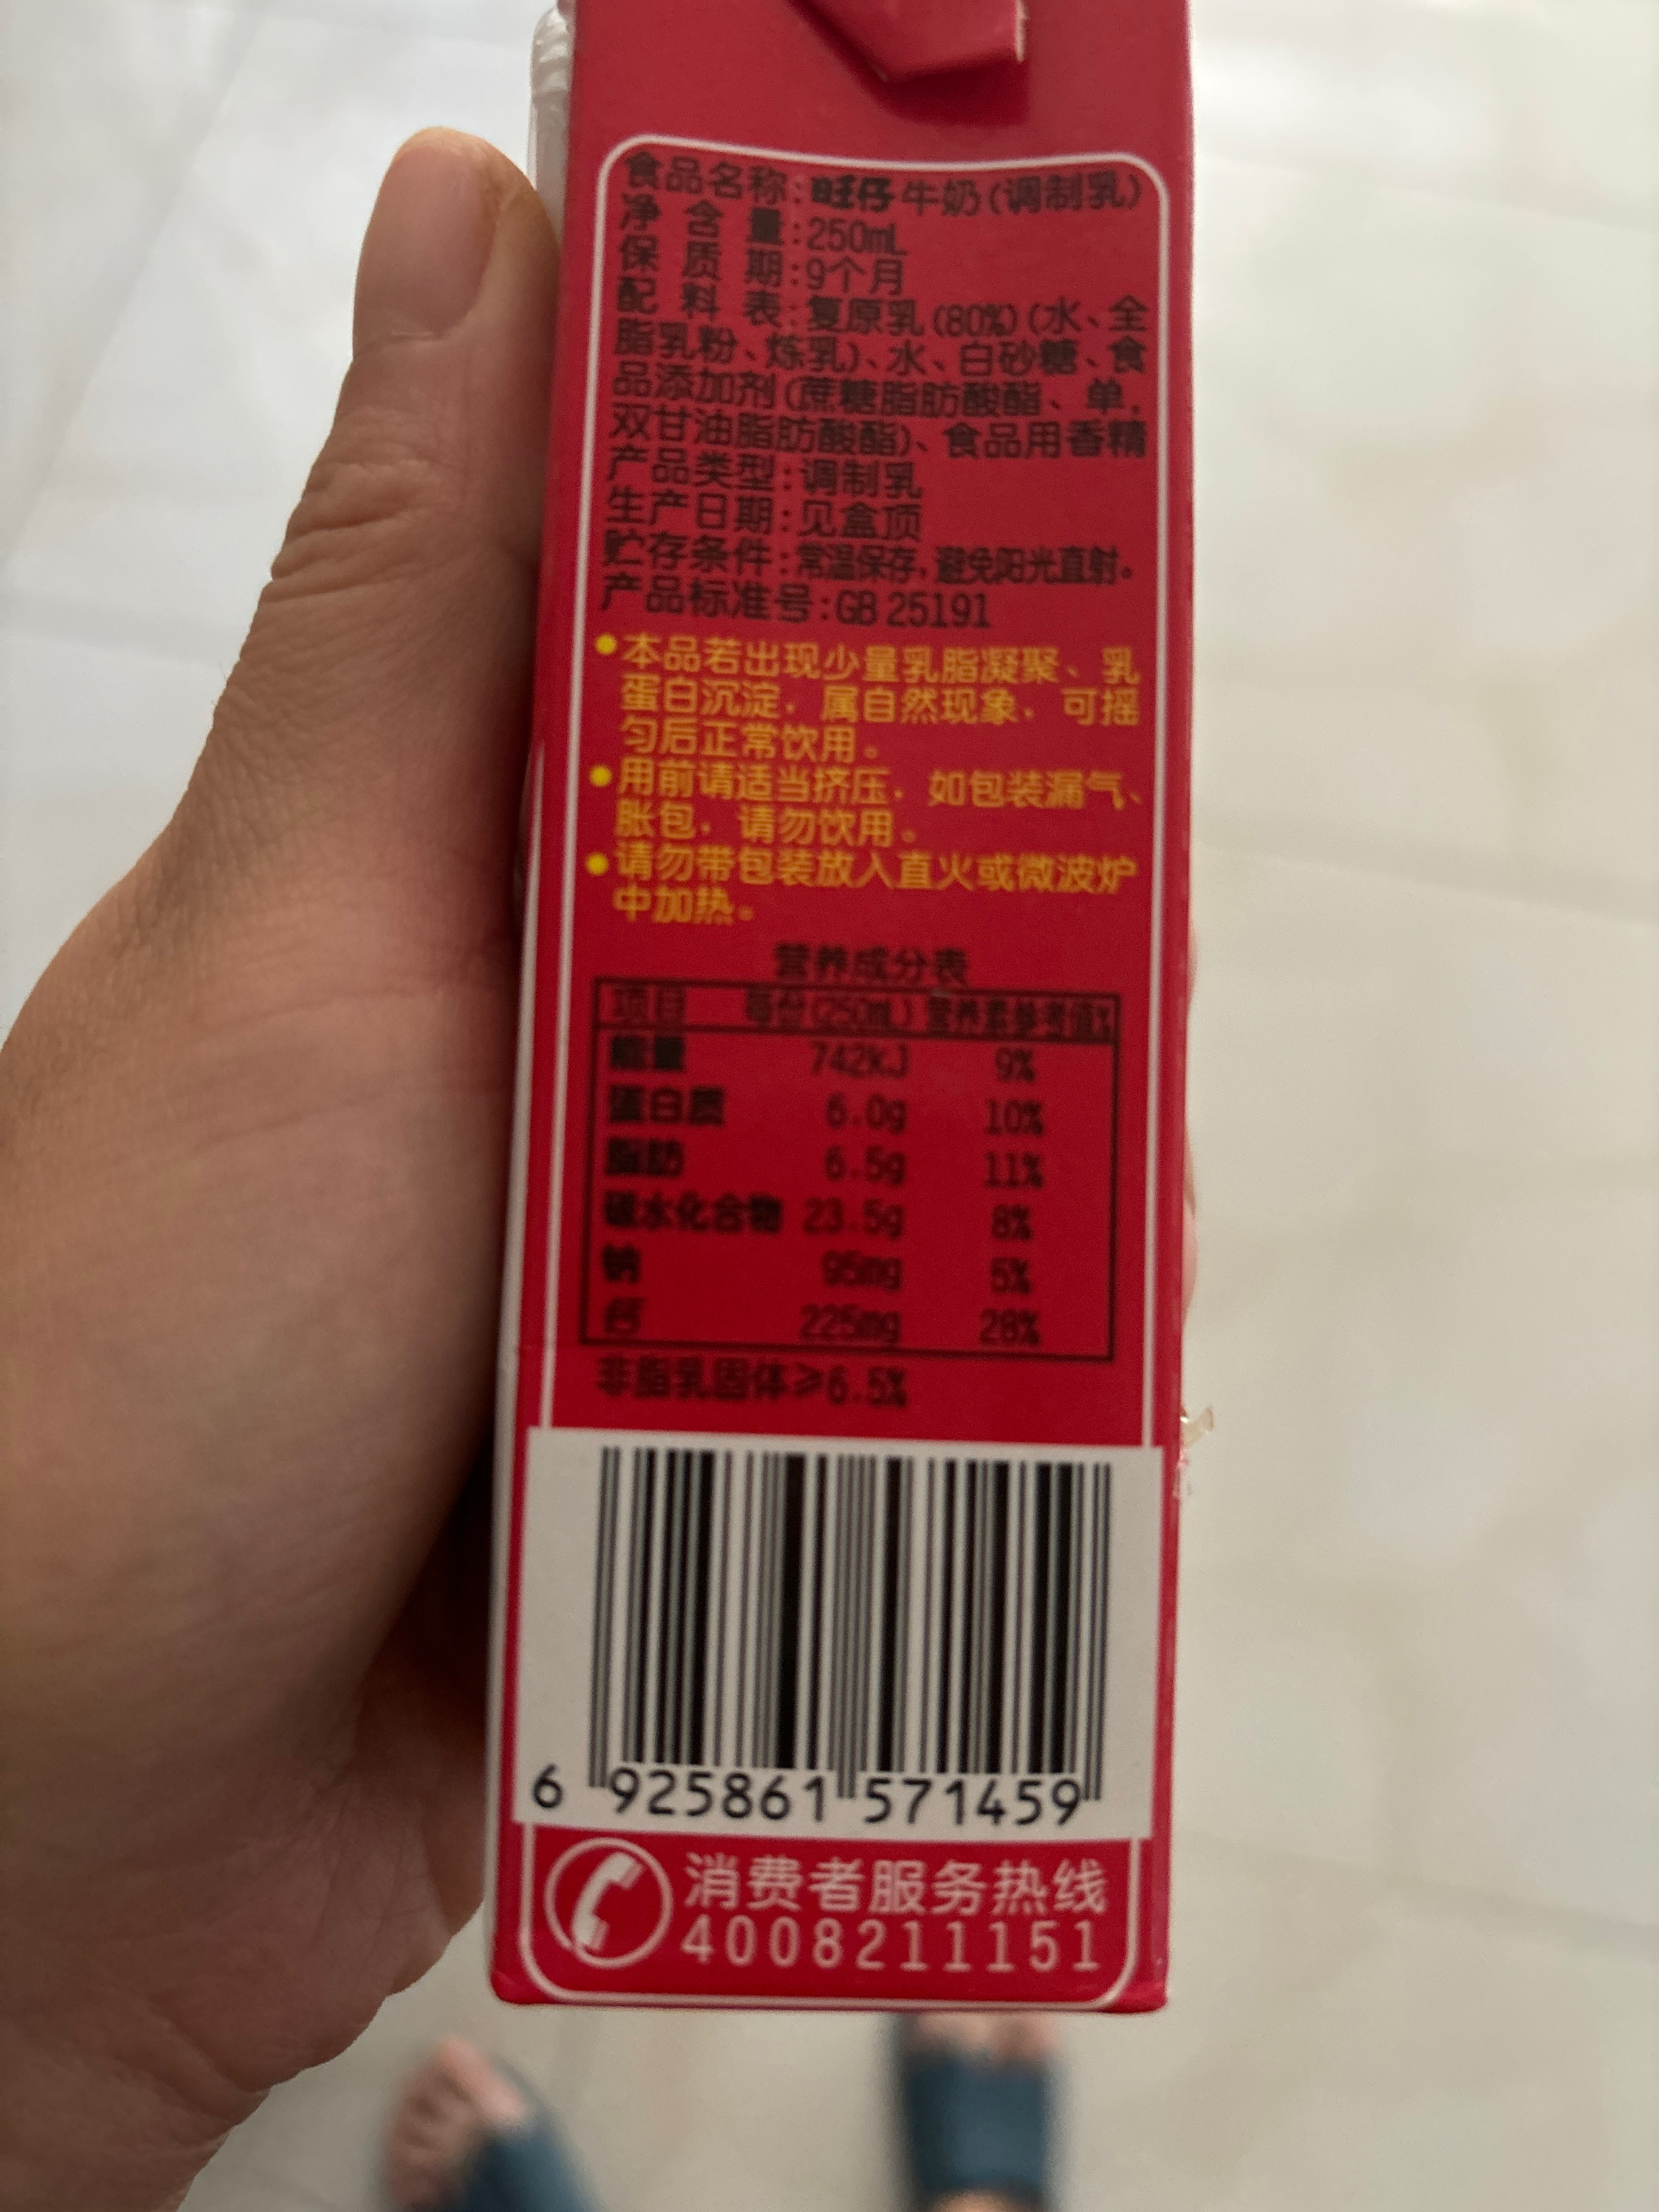 食品名称:旺仔牛奶(调制乳)
净含量:250mL
保质期:9个月
配料表:复原乳(80%)(水、全
脂乳粉、炼乳)、水、白砂糖、食
品添加剂(蔗糖脂肪酸酯、单,
双甘油脂肪酸酯)、食品用香精
产品类型:调制乳
生产日期:见盒顶
贮存条件:常温保存,避免阳光直射。
产品标准号:GB 25191
●本品若出现少量乳脂凝聚、乳
蛋白沉淀,属自然现象,可摇
匀后正常饮用。
●用前请适当挤压,如包装漏气、
胀包,请勿饮用。
●请勿带包装放入直火或微波炉
中加热。
营养成分表
项目 每份(250mL) 营养素参考值%
能量 742kJ 9%
蛋白质 6.0g 10%
脂肪 6.5g 11%
碳水化合物 23.5g 8%
钠 95mg 5%
钙 225mg 28%
非脂乳固体≥6.5%
6 925861 571459
消费者服务热线
4008211151